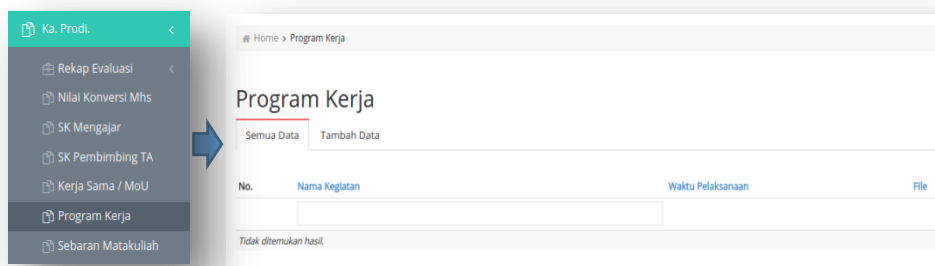 Ka. Prodi.
Rekap Evaluasi
Nilai Konversi Mhs
SK Mengajar
SK Pembimbing TA
Kerja Sama / MoU
Program Kerja
Sebaran Matakuliah
Home > Program Kerja
Program Kerja
Semua Data Tambah Data
No. Nama Kegiatan Waktu Pelaksanaan File
Tidak ditemukan hasil.